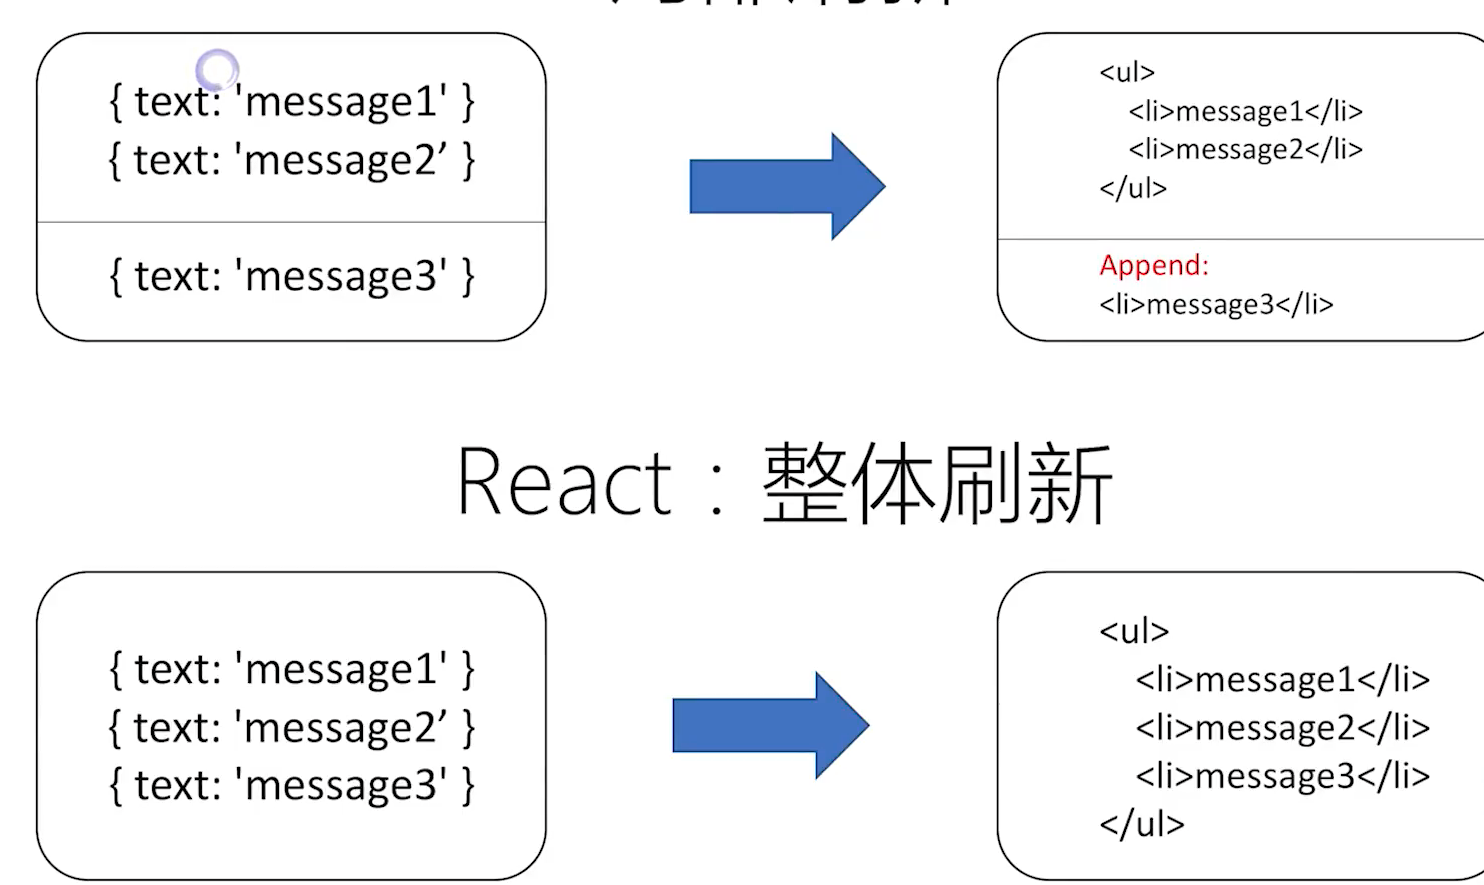 { text: 'message1' }
{ text: 'message2’ }
{ text: 'message3' }
<ul>
<li>message1</li>
<li>message2</li>
</ul>
Append:
<li>message3</li>
React：整体刷新
{ text: 'message1' }
{ text: 'message2’ }
{ text: 'message3' }
<ul>
<li>message1</li>
<li>message2</li>
<li>message3</li>
</ul>